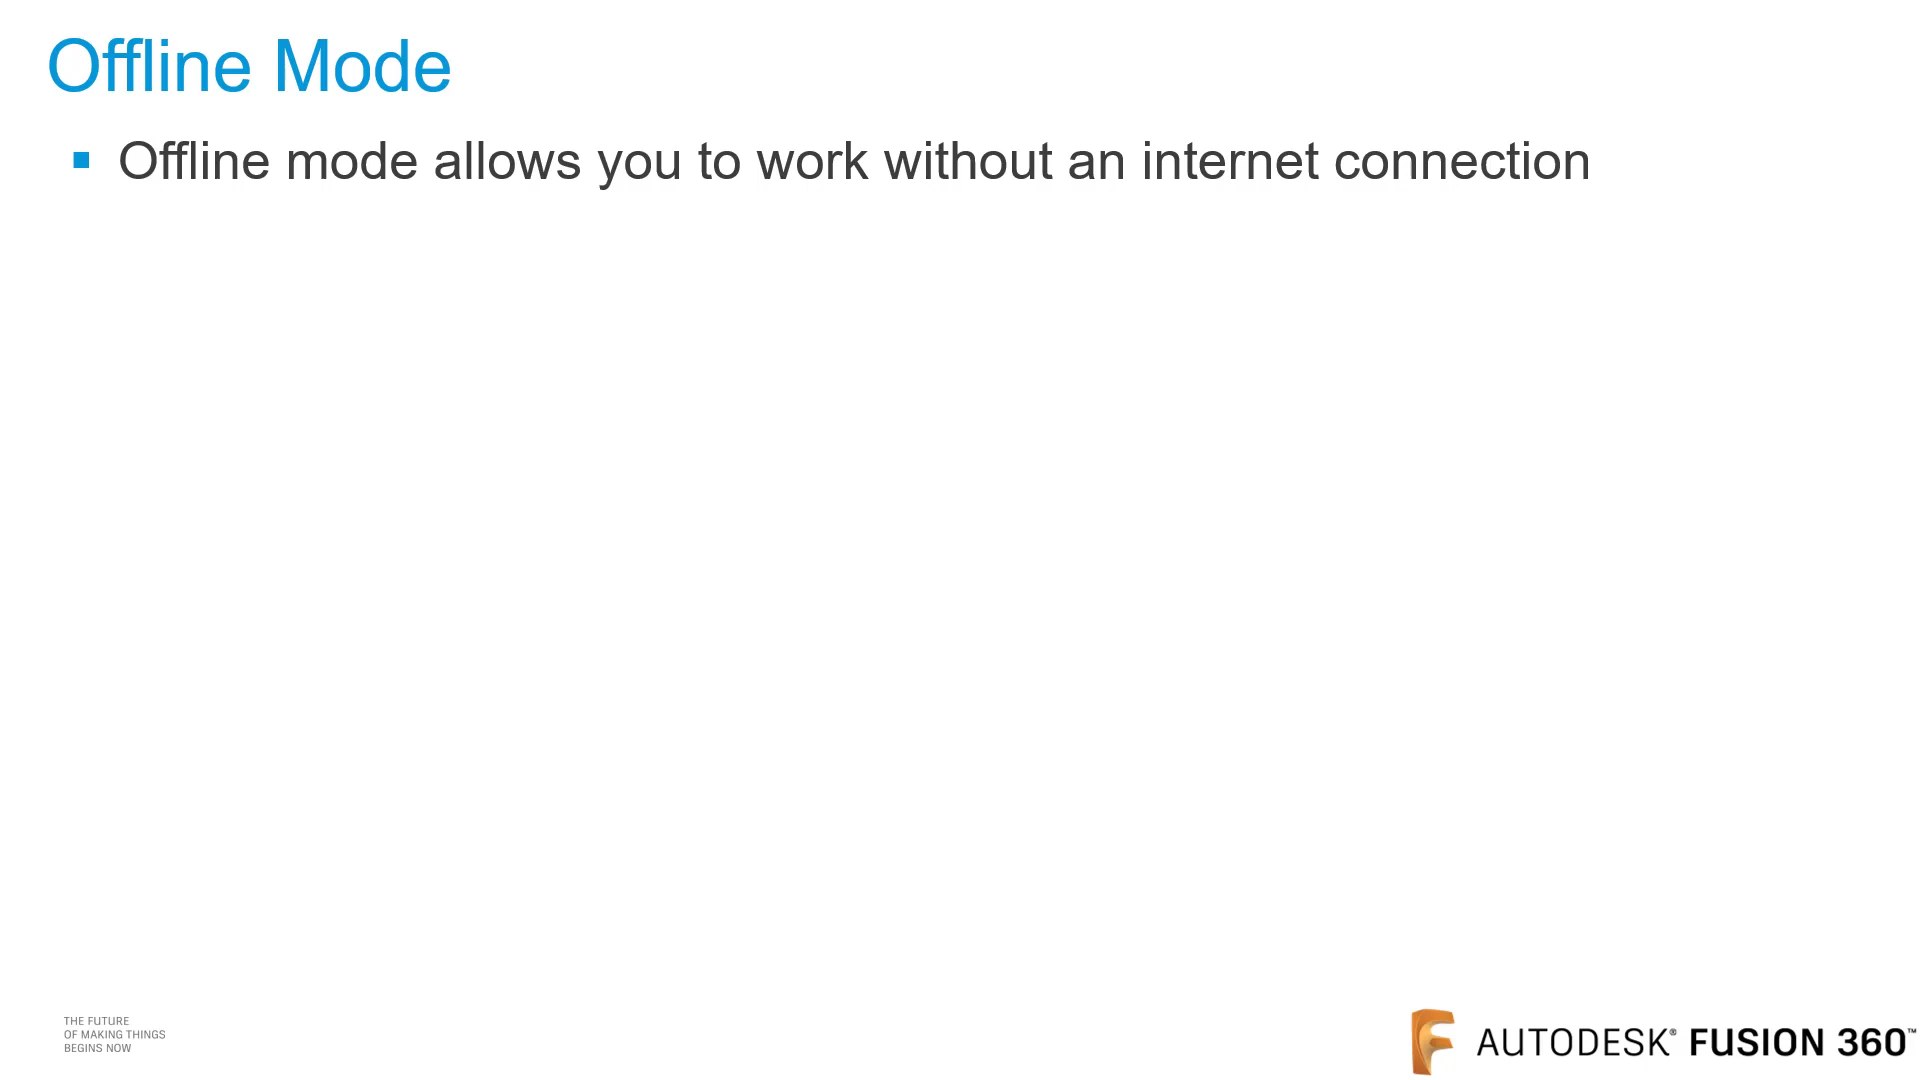 Offline Mode
▪ Offline mode allows you to work without an internet connection
THE FUTURE
OF MAKING THINGS
BEGINS NOW
AUTODESK® FUSION 360™